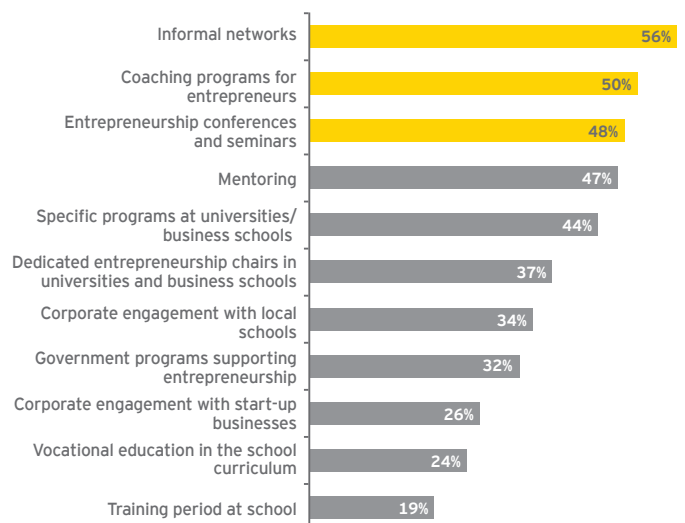 Informal networks
56%
Coaching programs for
entrepreneurs
50%
Entrepreneurship conferences
and seminars
48%
Mentoring
47%
Specific programs at universities/
business schools
44%
Dedicated entrepreneurship chairs in
universities and business schools
37%
Corporate engagement with local
schools
34%
Government programs supporting
entrepreneurship
32%
Corporate engagement with start-up
businesses
26%
Vocational education in the school
curriculum
24%
Training period at school
19%